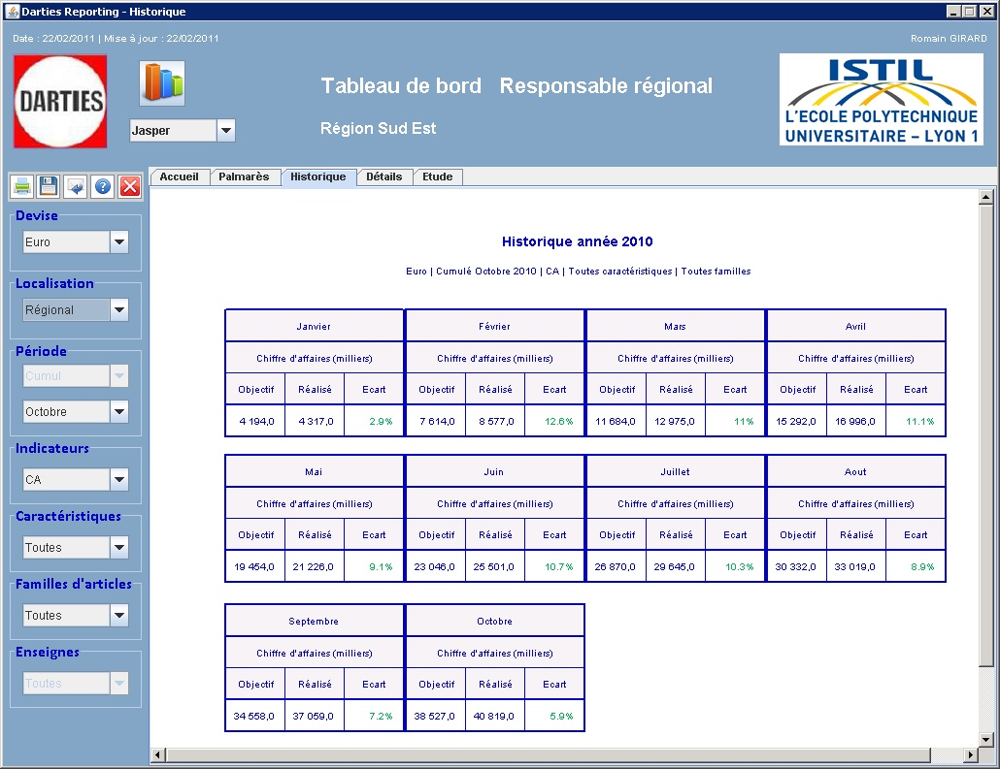 Darties Reporting - Historique
Date : 22/02/2011 | Mise à jour : 22/02/2011
Romain GIRARD
DARTIES
Jasper
Tableau de bord Responsable régional
Région Sud Est
ISTIL
L'ECOLE POLYTECHNIQUE
UNIVERSITAIRE – LYON 1
Accueil Palmarès Historique Détails Etude
Devise
Euro
Localisation
Régional
Période
Cumul
Octobre
Indicateurs
CA
Caractéristiques
Toutes
Familles d'articles
Toutes
Enseignes
Toutes
Historique année 2010
Euro | Cumulé Octobre 2010 | CA | Toutes caractéristiques | Toutes familles
Janvier Février Mars Avril
Chiffre d'affaires (milliers) Chiffre d'affaires (milliers) Chiffre d'affaires (milliers) Chiffre d'affaires (milliers)
Objectif Réalisé Ecart Objectif Réalisé Ecart Objectif Réalisé Ecart Objectif Réalisé Ecart
4 194,0 4 317,0 2.9% 7 614,0 8 577,0 12.6% 11 684,0 12 975,0 11% 15 292,0 16 996,0 11.1%
Mai Juin Juillet Aout
Chiffre d'affaires (milliers) Chiffre d'affaires (milliers) Chiffre d'affaires (milliers) Chiffre d'affaires (milliers)
Objectif Réalisé Ecart Objectif Réalisé Ecart Objectif Réalisé Ecart Objectif Réalisé Ecart
19 454,0 21 226,0 9.1% 23 046,0 25 501,0 10.7% 26 870,0 29 645,0 10.3% 30 332,0 33 019,0 8.9%
Septembre Octobre
Chiffre d'affaires (milliers) Chiffre d'affaires (milliers)
Objectif Réalisé Ecart Objectif Réalisé Ecart
34 558,0 37 059,0 7.2% 38 527,0 40 819,0 5.9%